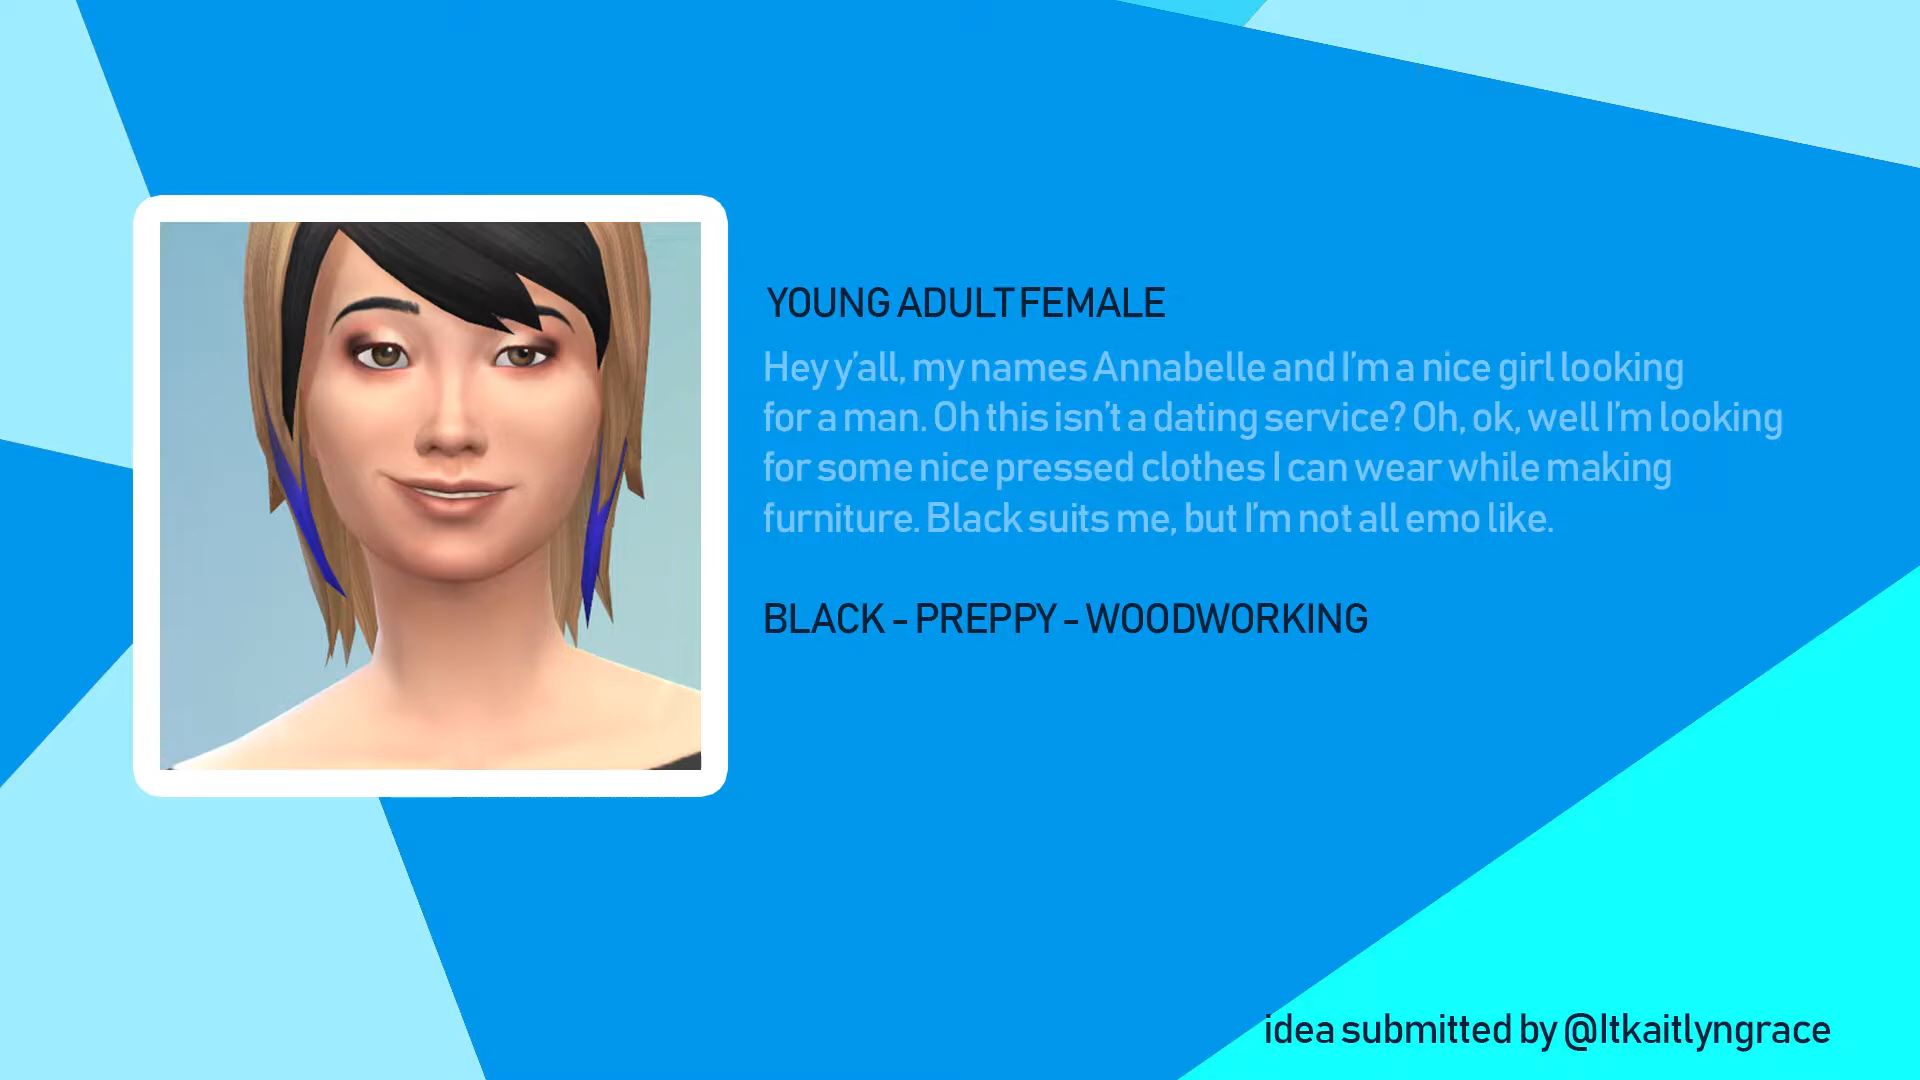 YOUNG ADULT FEMALE
Hey y'all, my names Annabelle and I'm a nice girl looking
for a man. Oh this isn't a dating service? Oh, ok, well I'm looking
for some nice pressed clothes I can wear while making
furniture. Black suits me, but I'm not all emo like.
BLACK - PREPPY - WOODWORKING
idea submitted by @ltkaitlyngrace